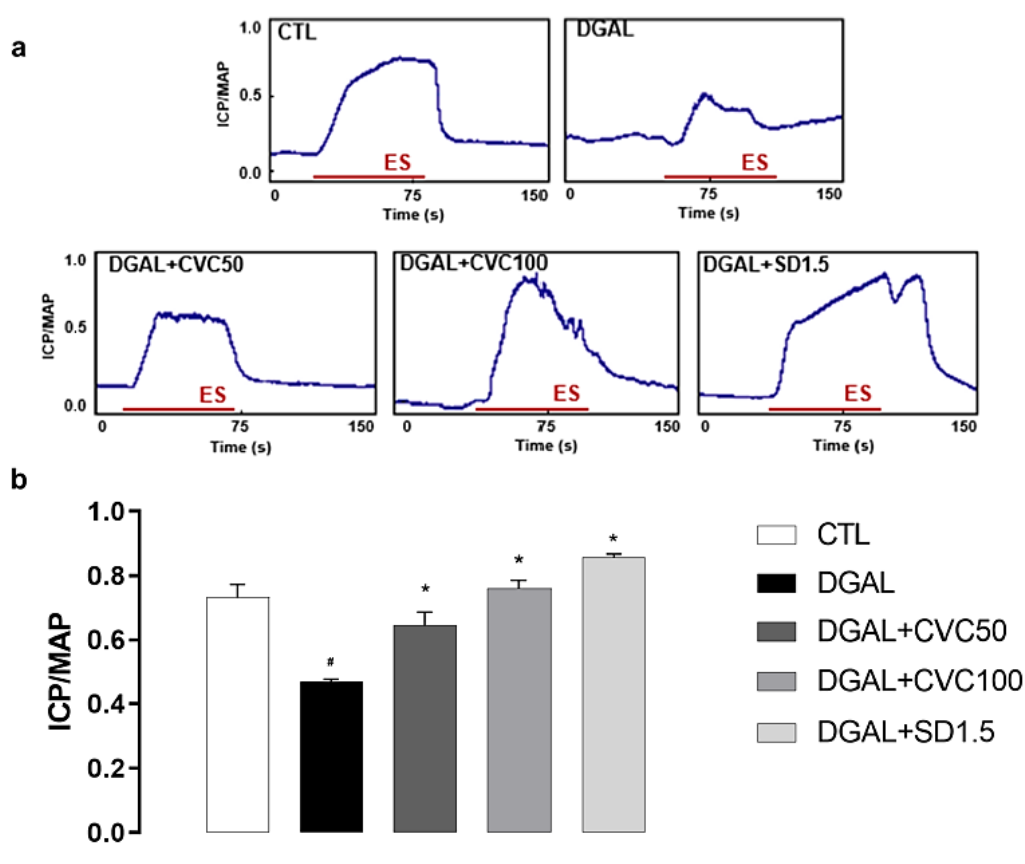 a
CTL
DGAL
ICP/MAP
1.0
0.5
0.0
ES
ES
0
75
150
0
75
150
Time (s)
Time (s)
DGAL+CVC50
DGAL+CVC100
DGAL+SD1.5
ICP/MAP
1.0
0.5
0.0
ES
ES
ES
0
75
150
0
75
150
0
75
150
Time (s)
Time (s)
Time (s)
b
ICP/MAP
1.0
0.8
0.6
0.4
0.2
0.0
#
*
*
*
CTL
DGAL
DGAL+CVC50
DGAL+CVC100
DGAL+SD1.5